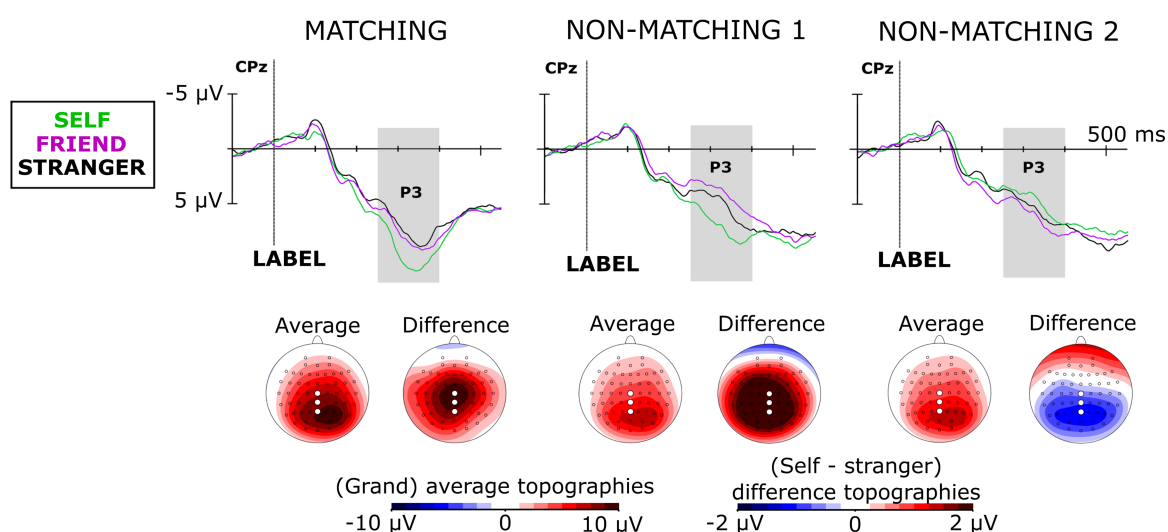 MATCHING
NON-MATCHING 1
NON-MATCHING 2
CPz
CPz
CPz
-5 µV
5 µV
500 ms
SELF
FRIEND
STRANGER
P3
P3
P3
LABEL
LABEL
LABEL
Average
Difference
Average
Difference
Average
Difference
(Grand) average topographies
-10 µV
0
10 µV
(Self - stranger)
difference topographies
-2 µV
0
2 µV